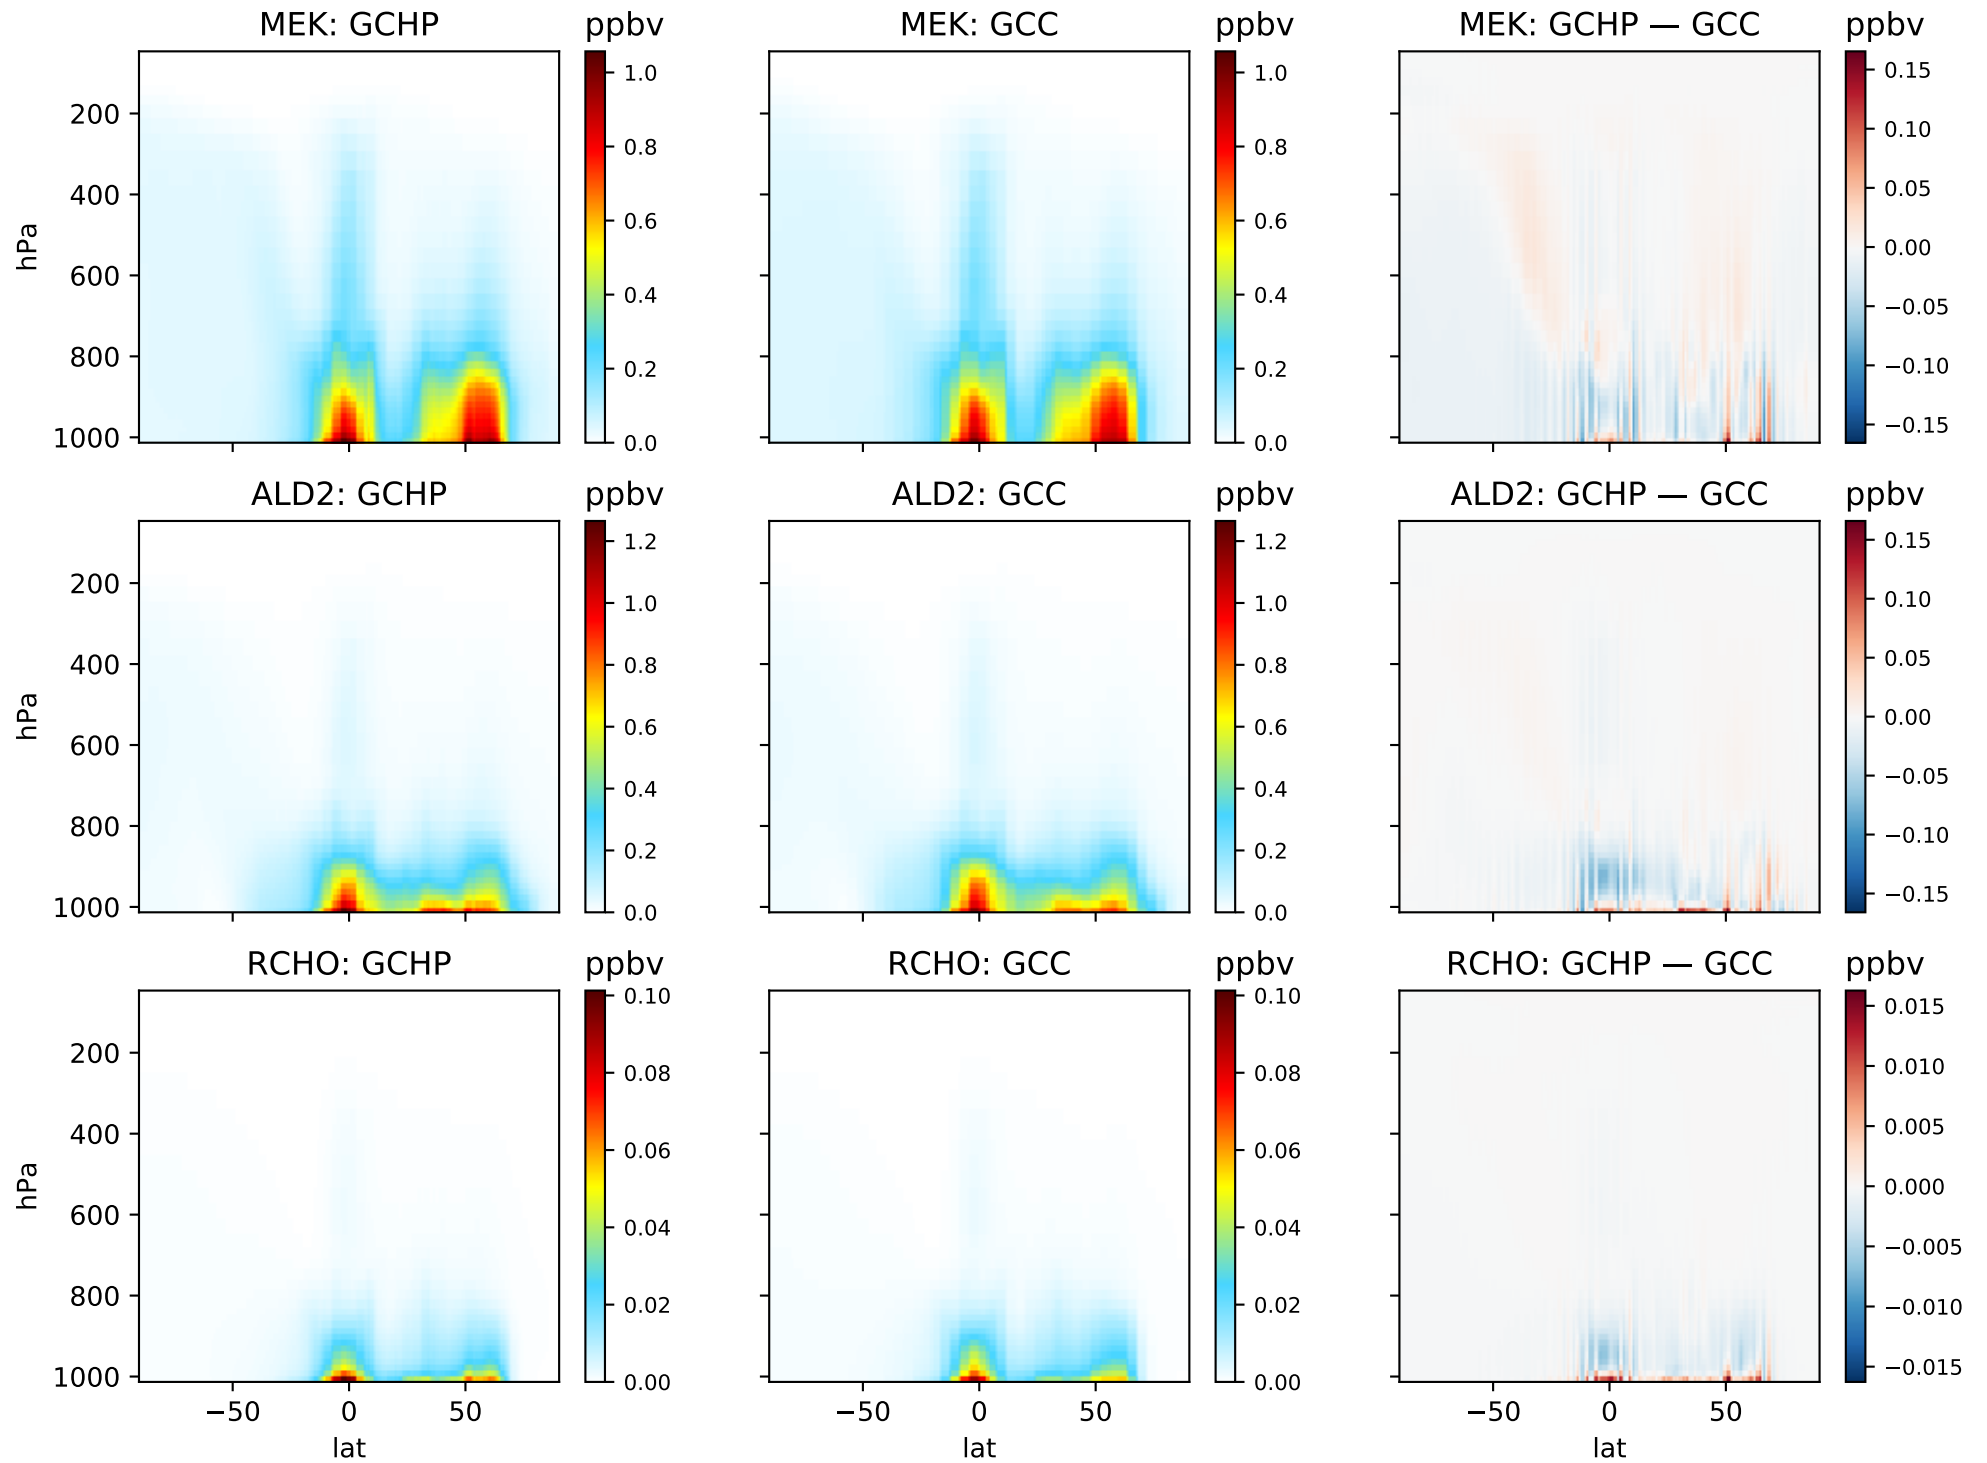 MEK: GCHP
ppbv
MEK: GCC
ppbv
MEK: GCHP — GCC
ppbv
hPa
200
400
600
800
1000
1.0
0.8
0.6
0.4
0.2
0.0
1.0
0.8
0.6
0.4
0.2
0.0
0.15
0.10
0.05
0.00
−0.05
−0.10
−0.15
ALD2: GCHP
ppbv
ALD2: GCC
ppbv
ALD2: GCHP — GCC
ppbv
hPa
200
400
600
800
1000
1.2
1.0
0.8
0.6
0.4
0.2
0.0
1.2
1.0
0.8
0.6
0.4
0.2
0.0
0.15
0.10
0.05
0.00
−0.05
−0.10
−0.15
RCHO: GCHP
ppbv
RCHO: GCC
ppbv
RCHO: GCHP — GCC
ppbv
hPa
200
400
600
800
1000
0.10
0.08
0.06
0.04
0.02
0.00
0.10
0.08
0.06
0.04
0.02
0.00
0.015
0.010
0.005
0.000
−0.005
−0.010
−0.015
−50 0 50
lat
−50 0 50
lat
−50 0 50
lat